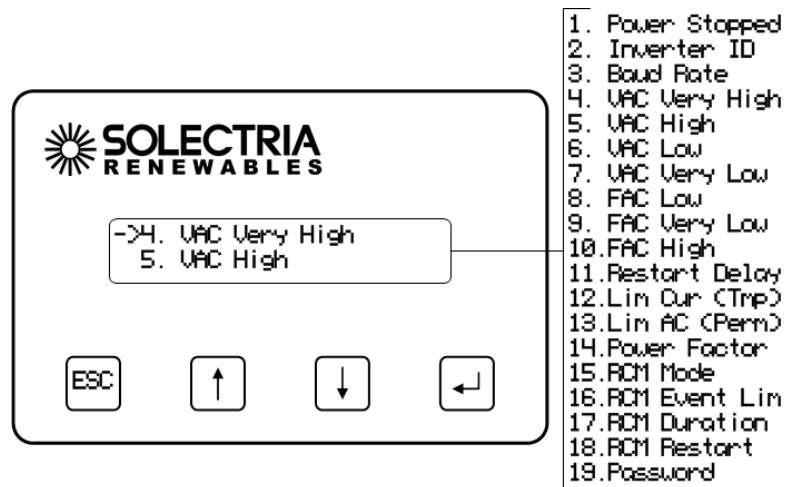 SOLECTRIA
RENEWABLES
->4. VAC Very High
5. VAC High
ESC
1. Power Stopped
2. Inverter ID
3. Baud Rate
4. VAC Very High
5. VAC High
6. VAC Low
7. VAC Very Low
8. FAC Low
9. FAC Very Low
10.FAC High
11.Restart Delay
12.Lim Cur (Tmp)
13.Lim AC (Perm)
14.Power Factor
15.RCM Mode
16.RCM Event Lim
17.RCM Duration
18.RCM Restart
19.Password